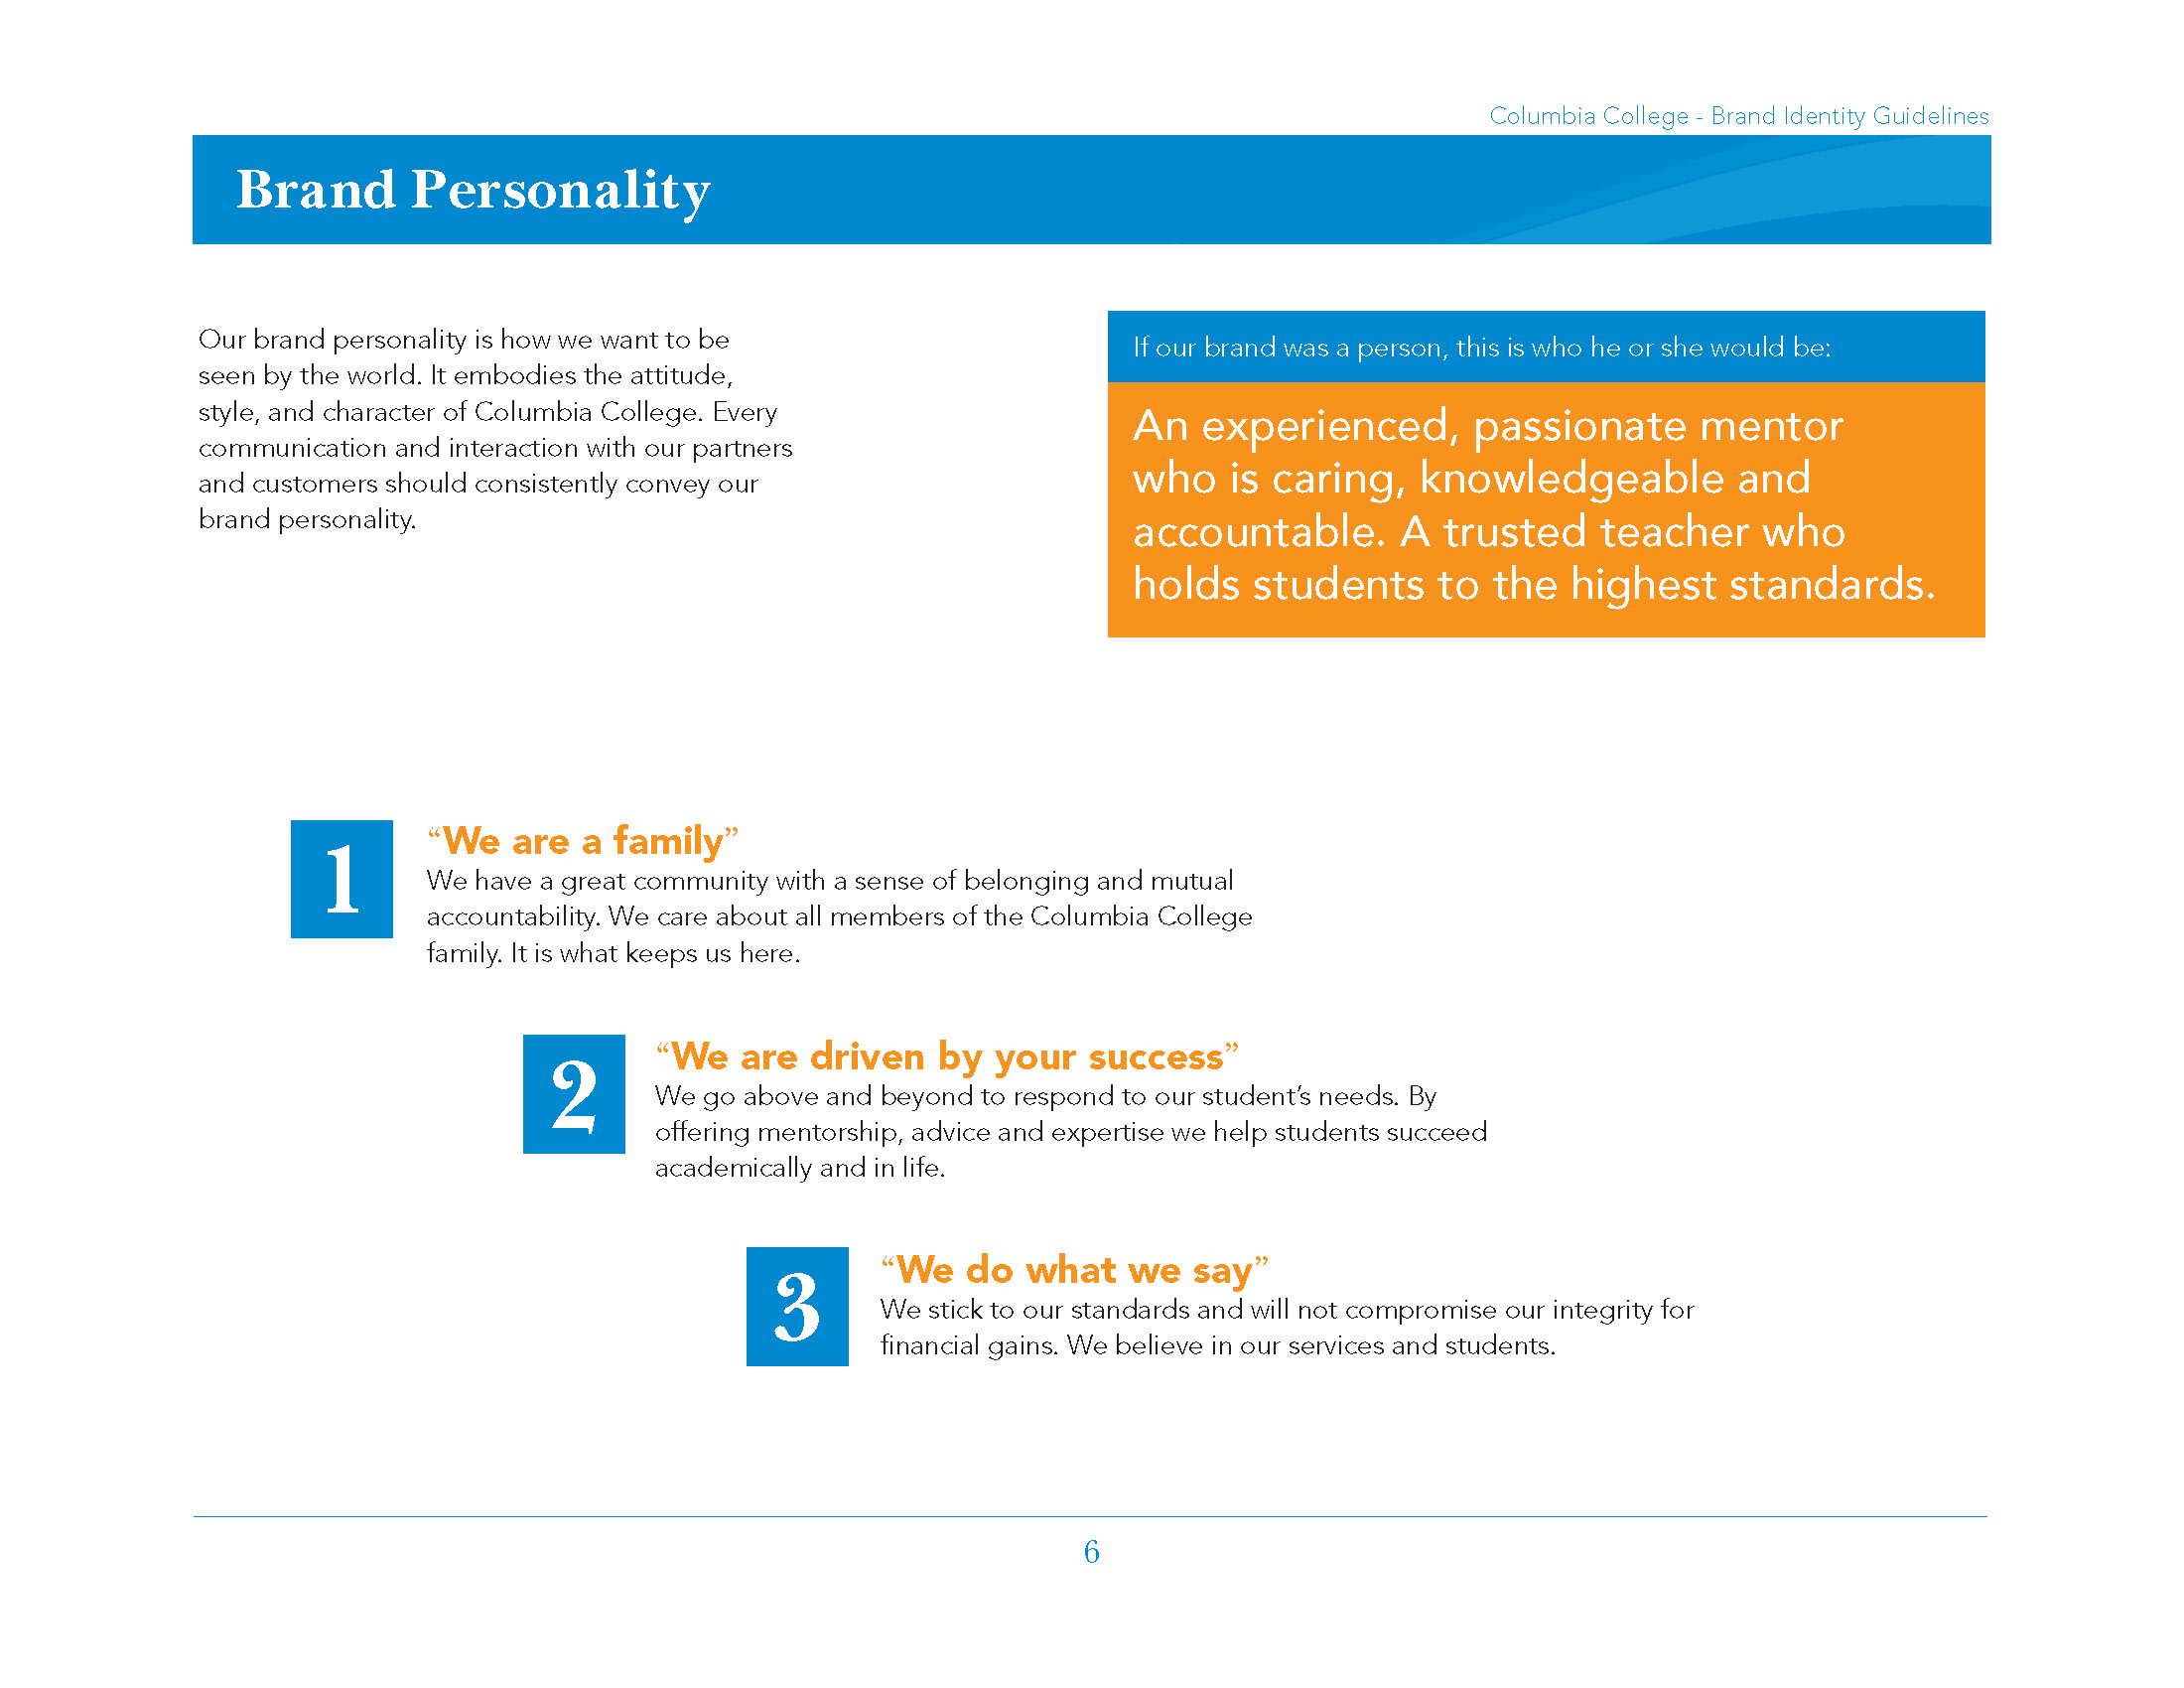 Columbia College - Brand Identity Guidelines
Brand Personality
Our brand personality is how we want to be
seen by the world. It embodies the attitude,
style, and character of Columbia College. Every
communication and interaction with our partners
and customers should consistently convey our
brand personality.
If our brand was a person, this is who he or she would be:
An experienced, passionate mentor
who is caring, knowledgeable and
accountable. A trusted teacher who
holds students to the highest standards.
1
“We are a family”
We have a great community with a sense of belonging and mutual
accountability. We care about all members of the Columbia College
family. It is what keeps us here.
2
“We are driven by your success”
We go above and beyond to respond to our student’s needs. By
offering mentorship, advice and expertise we help students succeed
academically and in life.
3
“We do what we say”
We stick to our standards and will not compromise our integrity for
financial gains. We believe in our services and students.
6